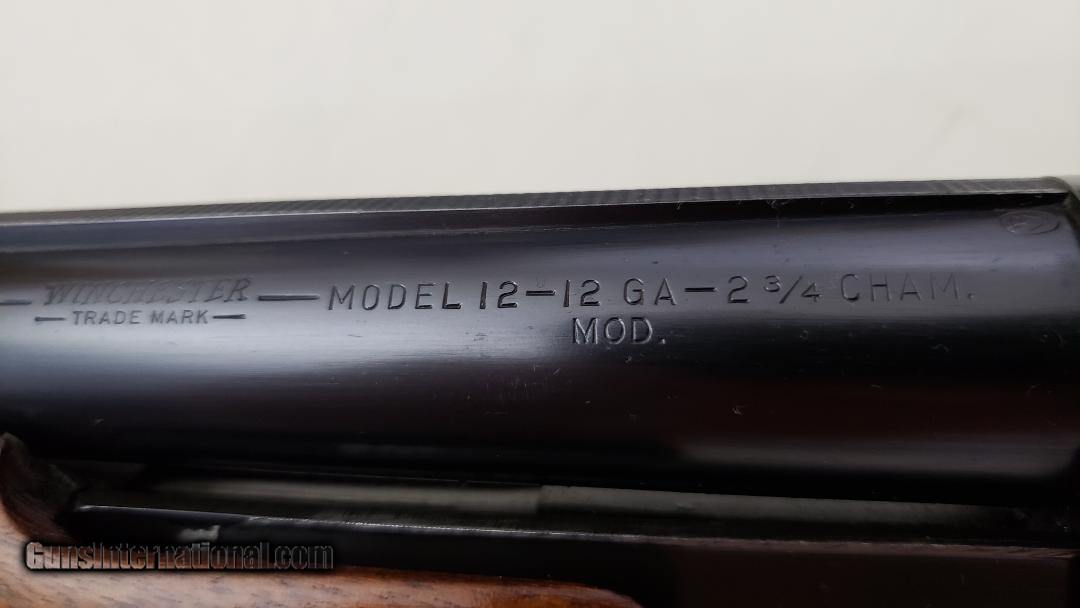 WINCHESTER — MODEL 12-12 GA-2 3/4 CHAM.
— TRADE MARK —
MOD.
GunsInternational.com